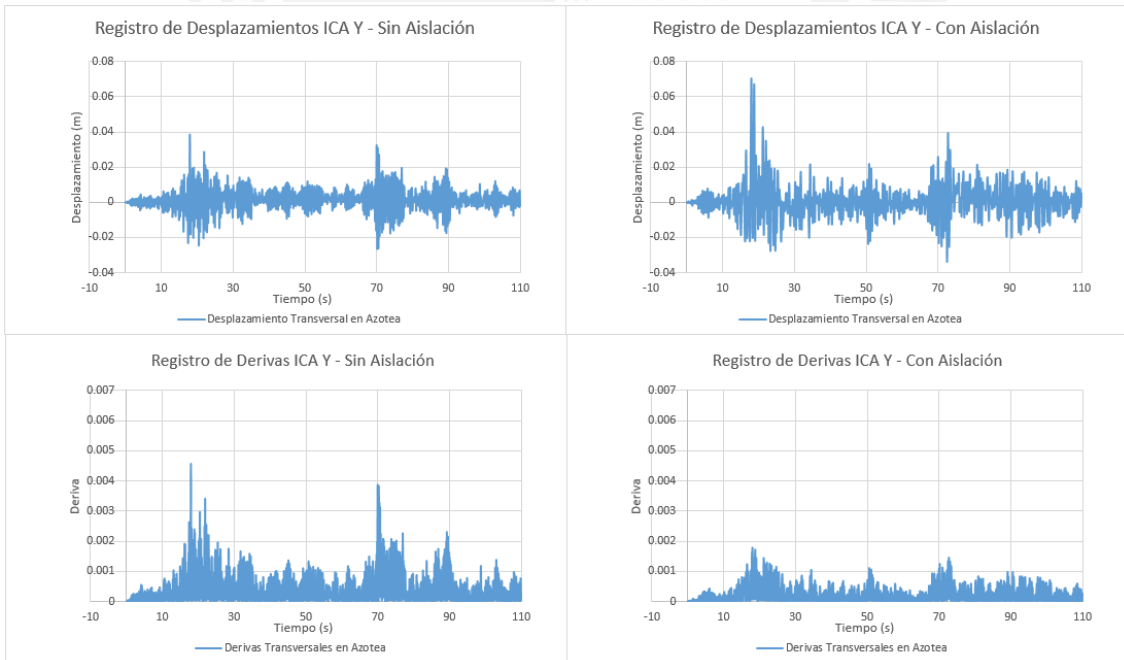 Registro de Desplazamientos ICA Y - Sin Aislación
0.08
0.06
0.04
0.02
0
-0.02
-0.04
Desplazamiento (m)
-10 10 30 50 70 90 110
Tiempo (s)
Desplazamiento Transversal en Azotea
Registro de Desplazamientos ICA Y - Con Aislación
0.08
0.06
0.04
0.02
0
-0.02
-0.04
Desplazamiento (m)
-10 10 30 50 70 90 110
Tiempo (s)
Desplazamiento Transversal en Azotea
Registro de Derivas ICA Y - Sin Aislación
0.007
0.006
0.005
0.004
0.003
0.002
0.001
0
Deriva
-10 10 30 50 70 90 110
Tiempo (s)
Derivas Transversales en Azotea
Registro de Derivas ICA Y - Con Aislación
0.007
0.006
0.005
0.004
0.003
0.002
0.001
0
Deriva
-10 10 30 50 70 90 110
Tiempo (s)
Derivas Transversales en Azotea